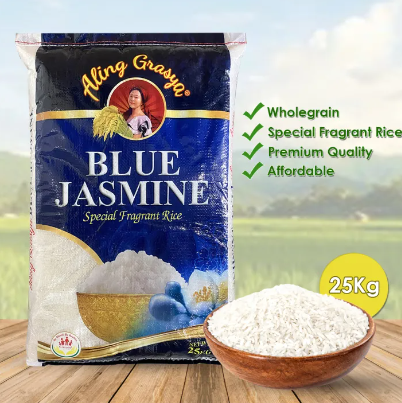 Aling Grasya®
BLUE
JASMINE
Special Fragrant Rice
Wholegrain
Special Fragrant Rice
Premium Quality
Affordable
25Kg